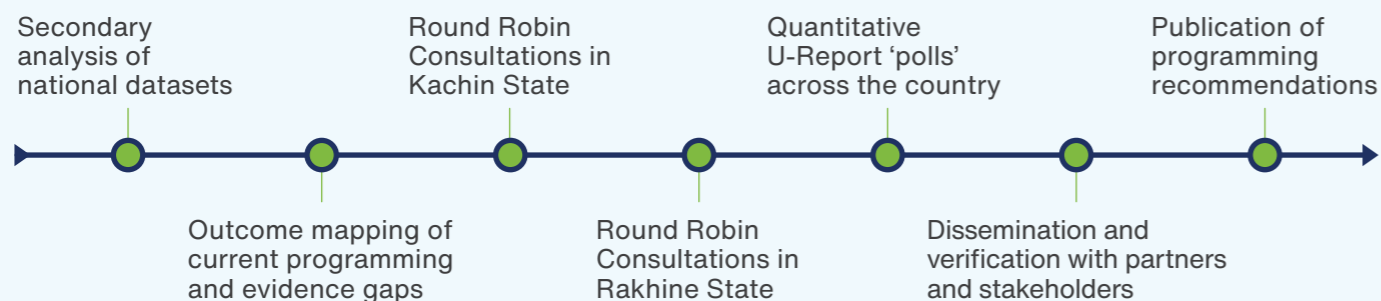 Secondary
analysis of
national datasets
Outcome mapping of
current programming
and evidence gaps
Round Robin
Consultations in
Kachin State
Round Robin
Consultations in
Rakhine State
Quantitative
U-Report ‘polls’
across the country
Dissemination and
verification with partners
and stakeholders
Publication of
programming
recommendations